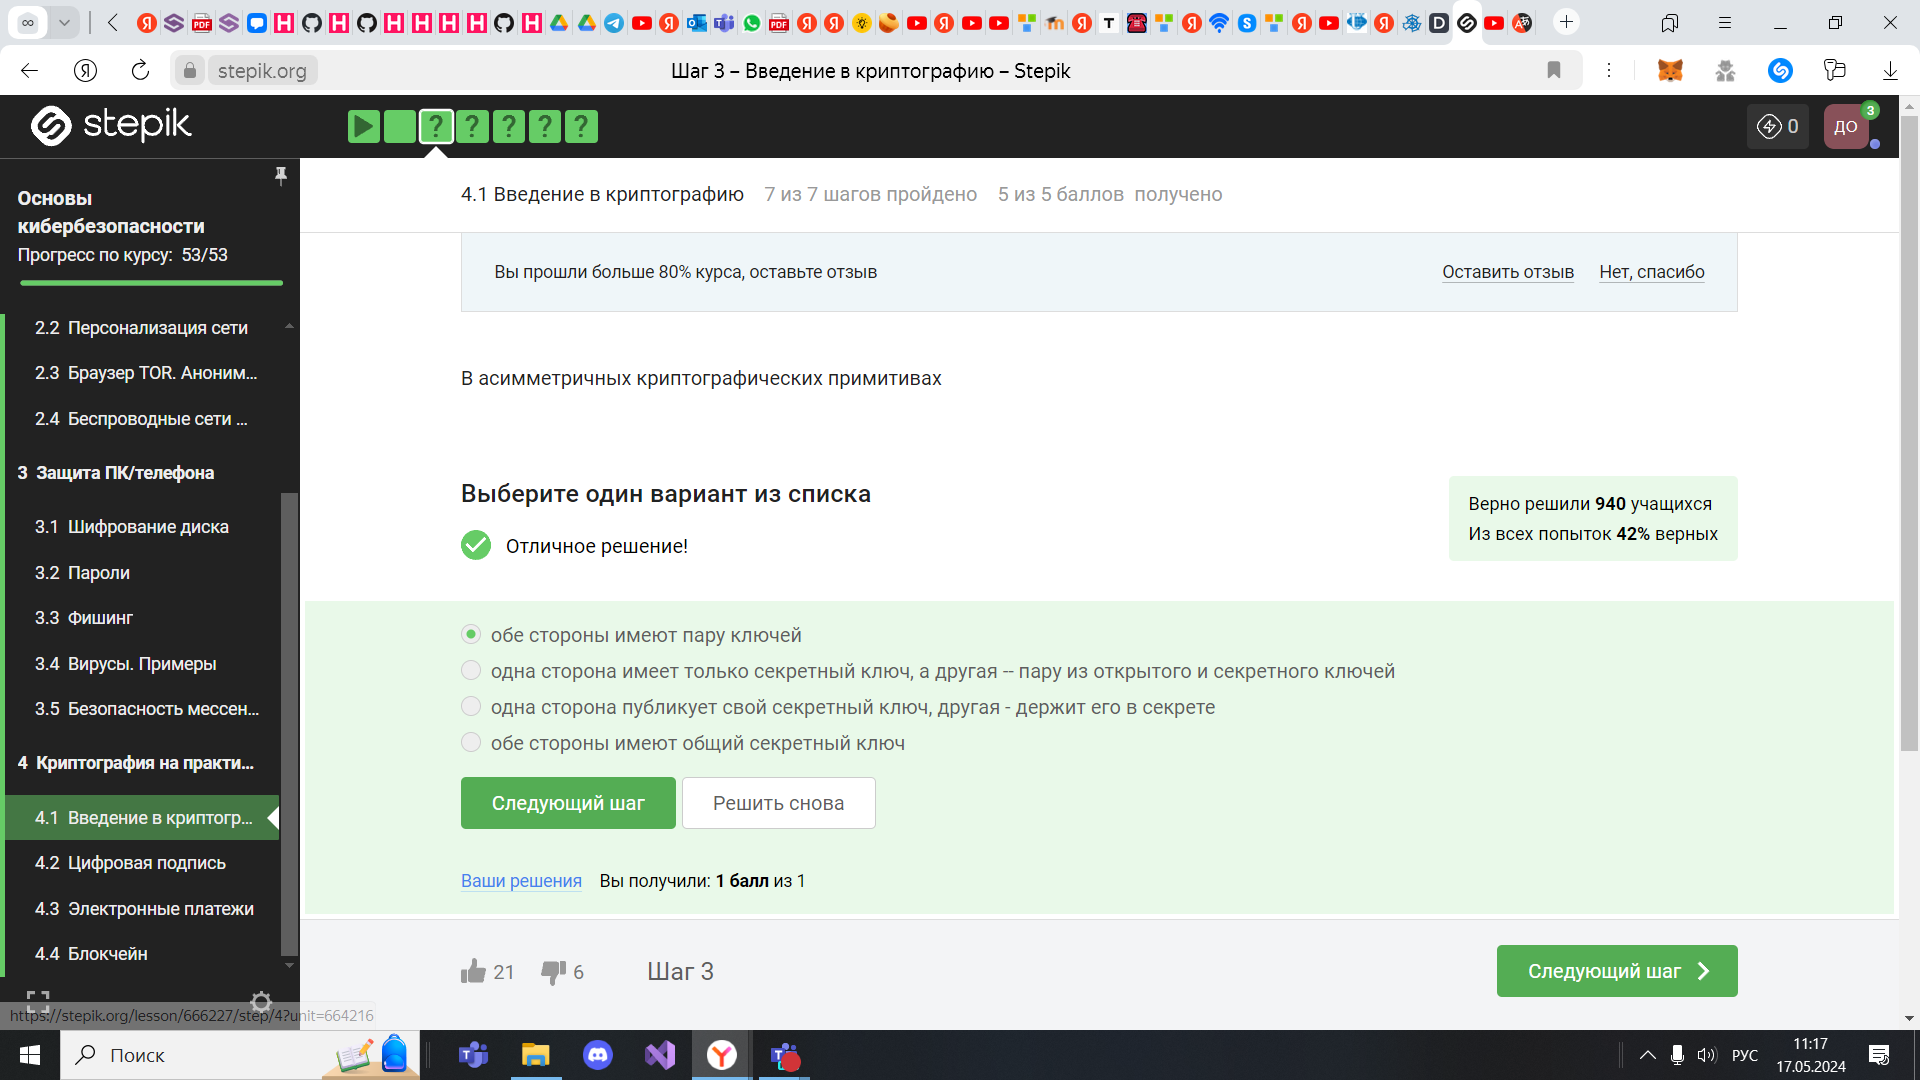 stepik.org
Шаг 3 – Введение в криптографию – Stepik
stepik
? ? ? ? ?
0
ДО
3
Основы
кибербезопасности
Прогресс по курсу: 53/53
2.2 Персонализация сети
2.3 Браузер TOR. Аноним...
2.4 Беспроводные сети ...
3 Защита ПК/телефона
3.1 Шифрование диска
3.2 Пароли
3.3 Фишинг
3.4 Вирусы. Примеры
3.5 Безопасность мессен...
4 Криптография на практи...
4.1 Введение в криптогр...
4.2 Цифровая подпись
4.3 Электронные платежи
4.4 Блокчейн
4.1 Введение в криптографию 7 из 7 шагов пройдено 5 из 5 баллов получено
Вы прошли больше 80% курса, оставьте отзыв
Оставить отзыв Нет, спасибо
В асимметричных криптографических примитивах
Выберите один вариант из списка
Отличное решение!
Верно решили 940 учащихся
Из всех попыток 42% верных
обе стороны имеют пару ключей
одна сторона имеет только секретный ключ, а другая -- пару из открытого и секретного ключей
одна сторона публикует свой секретный ключ, другая - держит его в секрете
обе стороны имеют общий секретный ключ
Следующий шаг Решить снова
Ваши решения Вы получили: 1 балл из 1
21 6 Шаг 3
Следующий шаг
https://stepik.org/lesson/666227/step/4?unit=664216
Поиск
РУС
11:17
17.05.2024